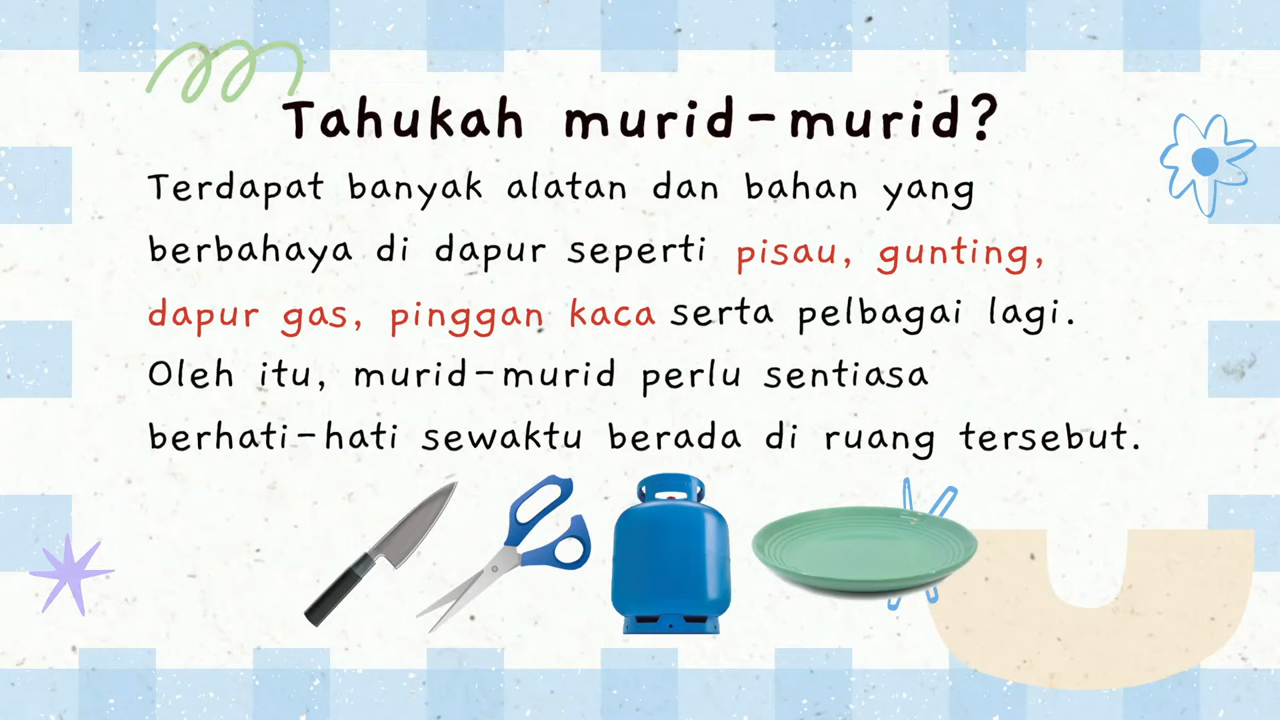 Tahukah murid-murid?
Terdapat banyak alatan dan bahan yang
berbahaya di dapur seperti pisau, gunting,
dapur gas, pinggan kaca serta pelbagai lagi.
Oleh itu, murid-murid perlu sentiasa
berhati-hati sewaktu berada di ruang tersebut.